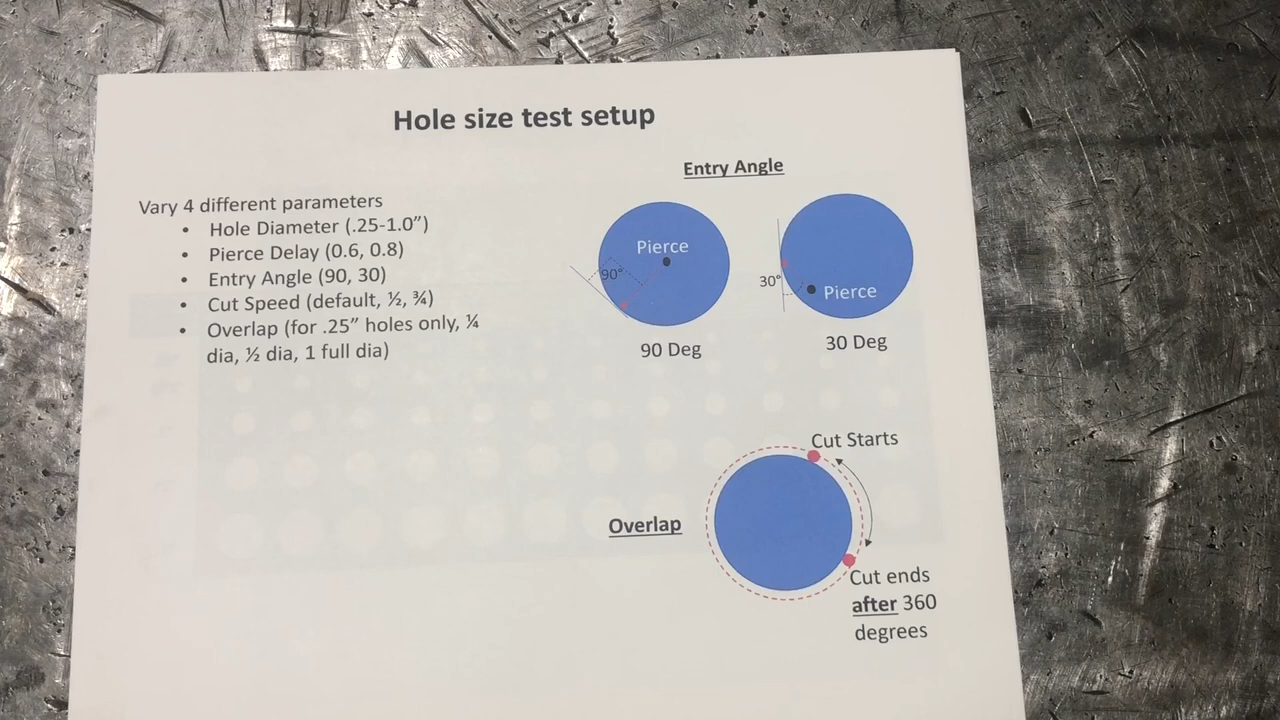 Hole size test setup
Entry Angle
Vary 4 different parameters
• Hole Diameter (.25-1.0”)
• Pierce Delay (0.6, 0.8)
• Entry Angle (90, 30)
• Cut Speed (default, ½, ¾)
• Overlap (for .25” holes only, ¼
dia, ½ dia, 1 full dia)
Pierce
90°
90 Deg
30°
Pierce
30 Deg
Cut Starts
Overlap
Cut ends
after 360
degrees